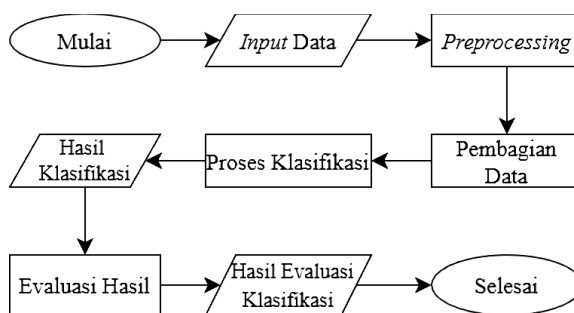 Mulai
Input Data
Preprocessing
Pembagian
Data
Proses Klasifikasi
Hasil
Klasifikasi
Evaluasi Hasil
Hasil Evaluasi
Klasifikasi
Selesai